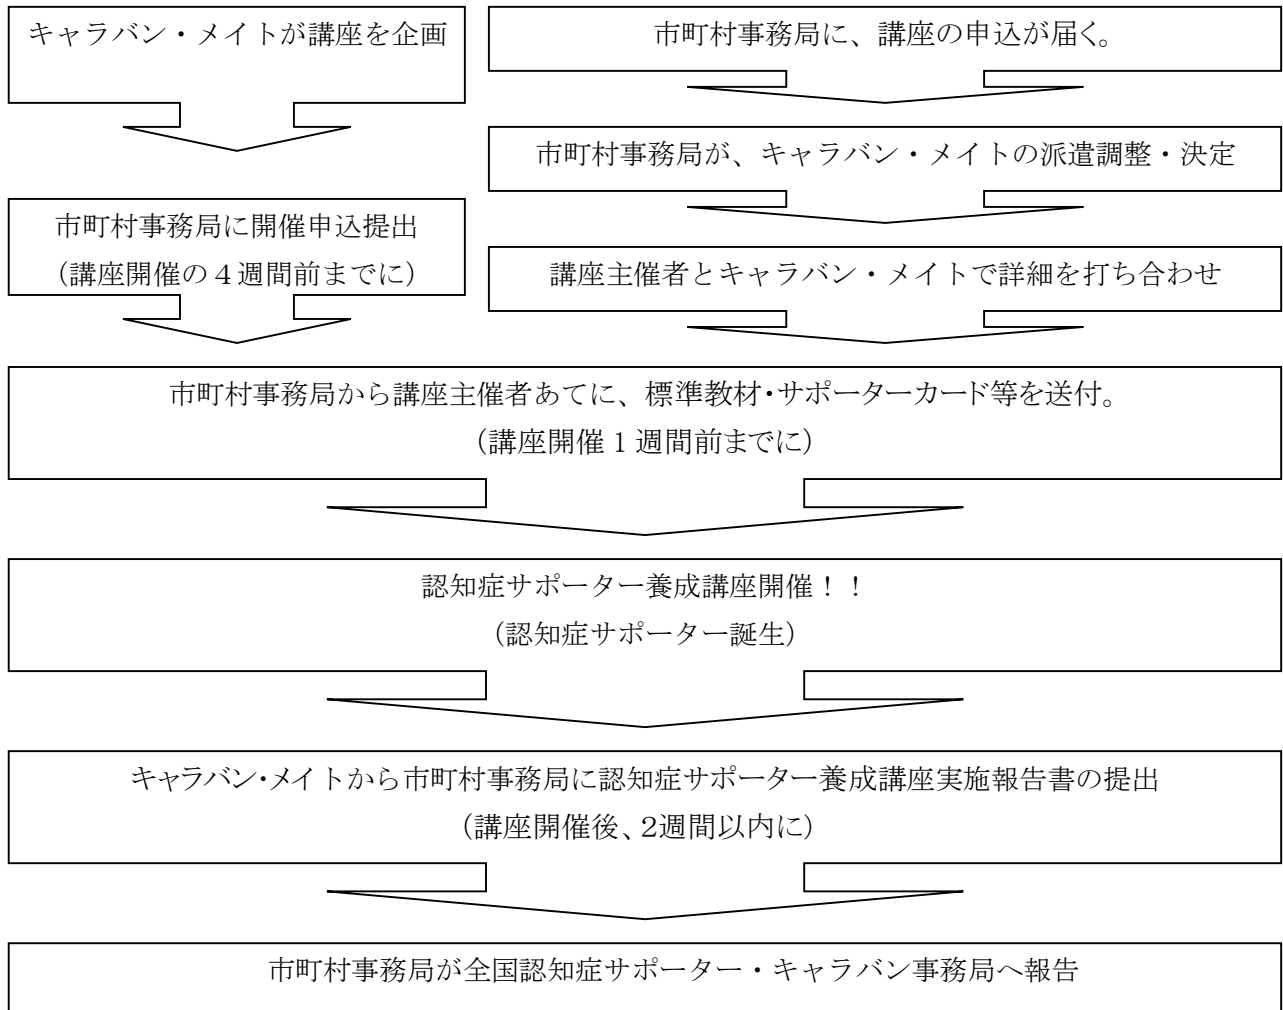 キャラバン・メイトが講座を企画
市町村事務局に開催申込提出
（講座開催の４週間前までに）
市町村事務局に、講座の申込が届く。
市町村事務局が、キャラバン・メイトの派遣調整・決定
講座主催者とキャラバン・メイトで詳細を打ち合わせ
市町村事務局から講座主催者あてに、標準教材・サポーターカード等を送付。
（講座開催１週間前までに）
認知症サポーター養成講座開催！！
（認知症サポーター誕生）
キャラバン・メイトから市町村事務局に認知症サポーター養成講座実施報告書の提出
（講座開催後、２週間以内に）
市町村事務局が全国認知症サポーター・キャラバン事務局へ報告